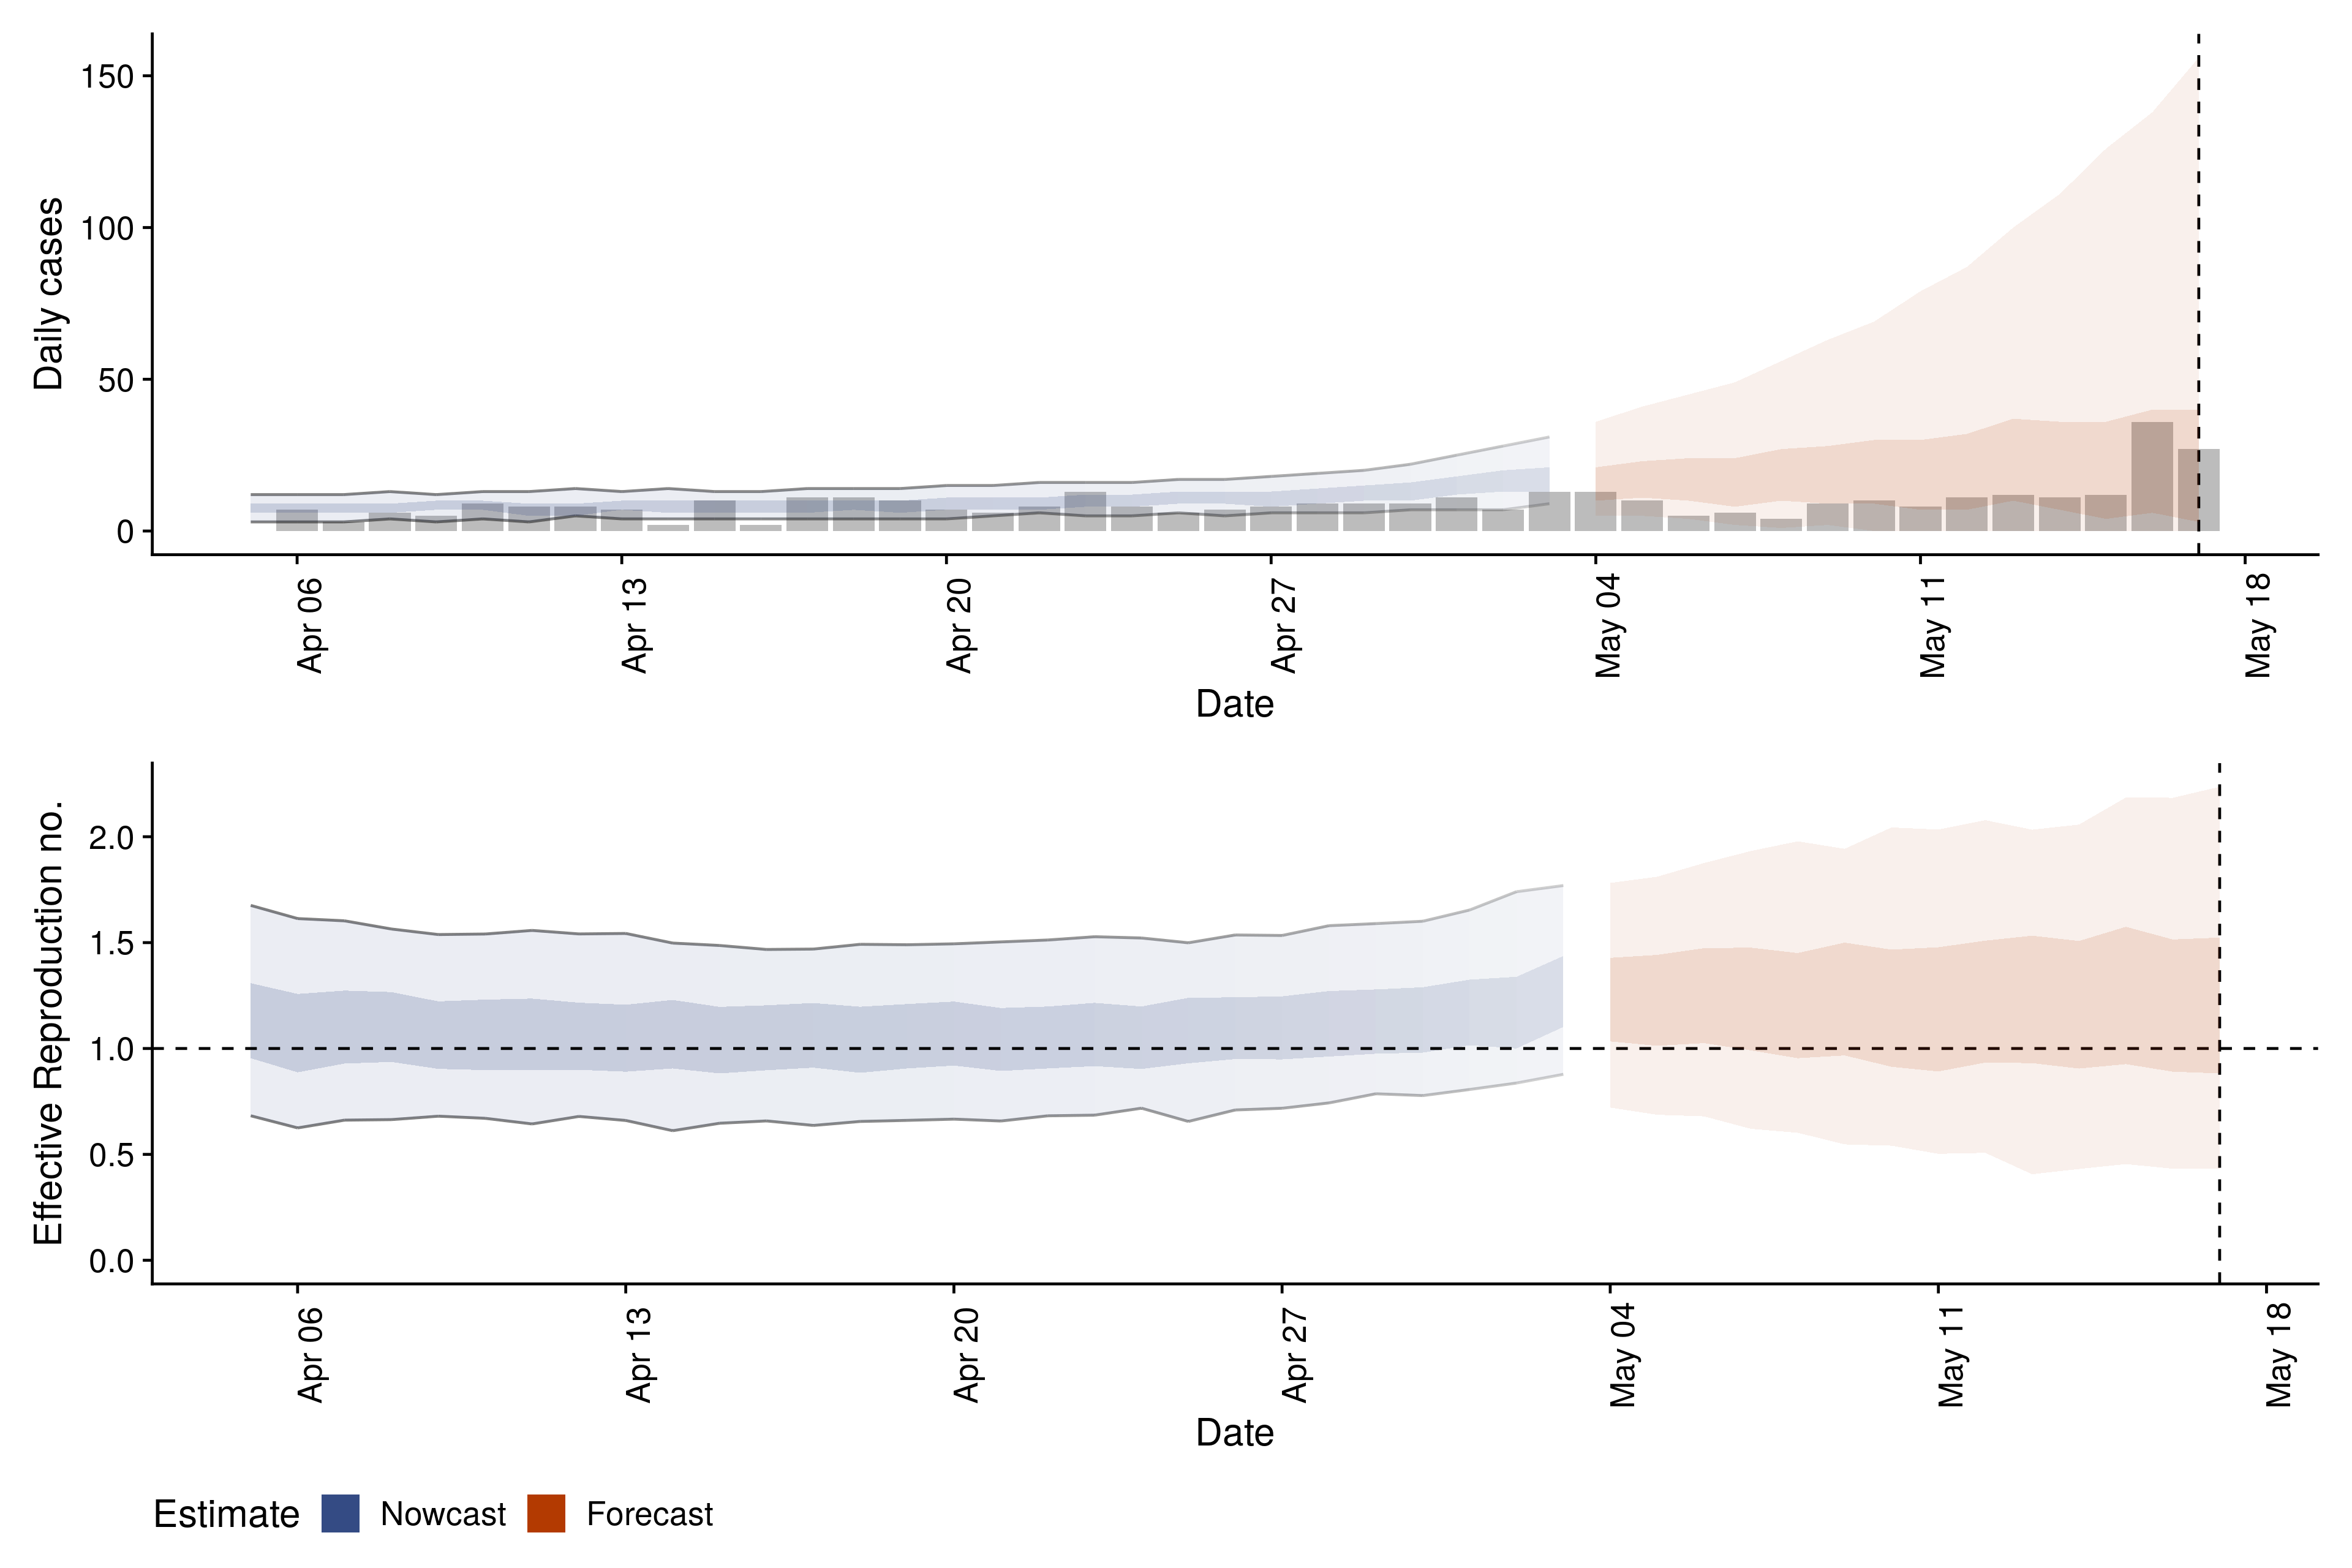 Daily cases
150
100
50
0
Apr 06
Apr 13
Apr 20
Apr 27
May 04
May 11
May 18
Date
Effective Reproduction no.
2.0
1.5
1.0
0.5
0.0
Apr 06
Apr 13
Apr 20
Apr 27
May 04
May 11
May 18
Date
Estimate Nowcast Forecast